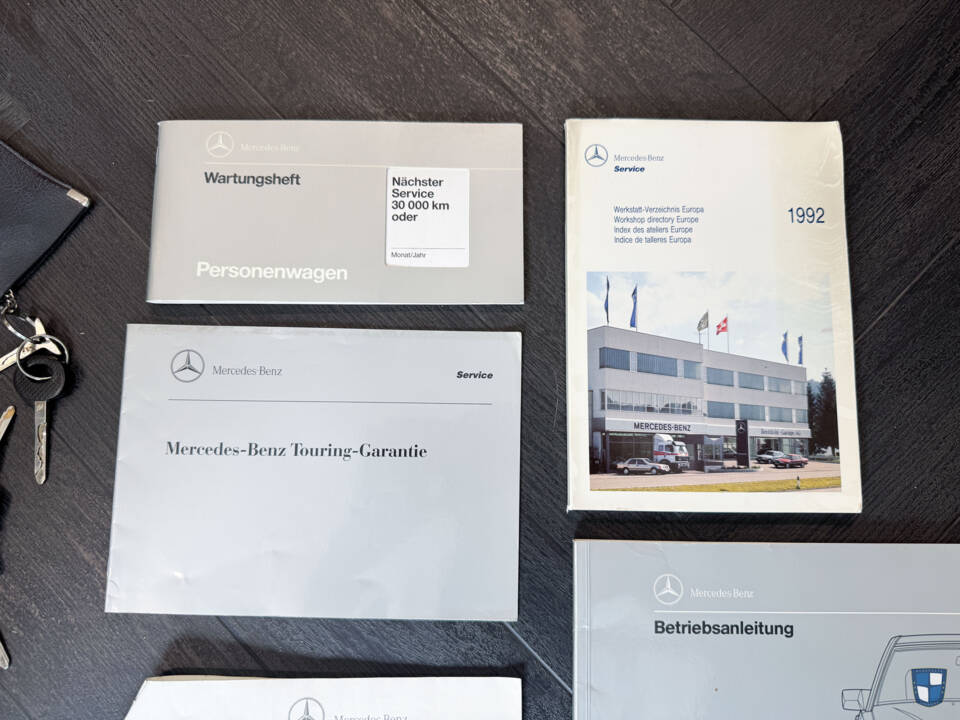 Mercedes-Benz
Wartungsheft
Nächster
Service
30 000 km
oder
Monat/Jahr
Personenwagen
Mercedes-Benz
Service
Werkstatt-Verzeichnis Europa
Workshop directory Europe
Index des ateliers Europe
Indice de talleres Europa
1992
MERCEDES-BENZ
Mercedes-Benz
Service
Mercedes-Benz Touring-Garantie
Mercedes-Benz
Betriebsanleitung
Mercedes-Benz